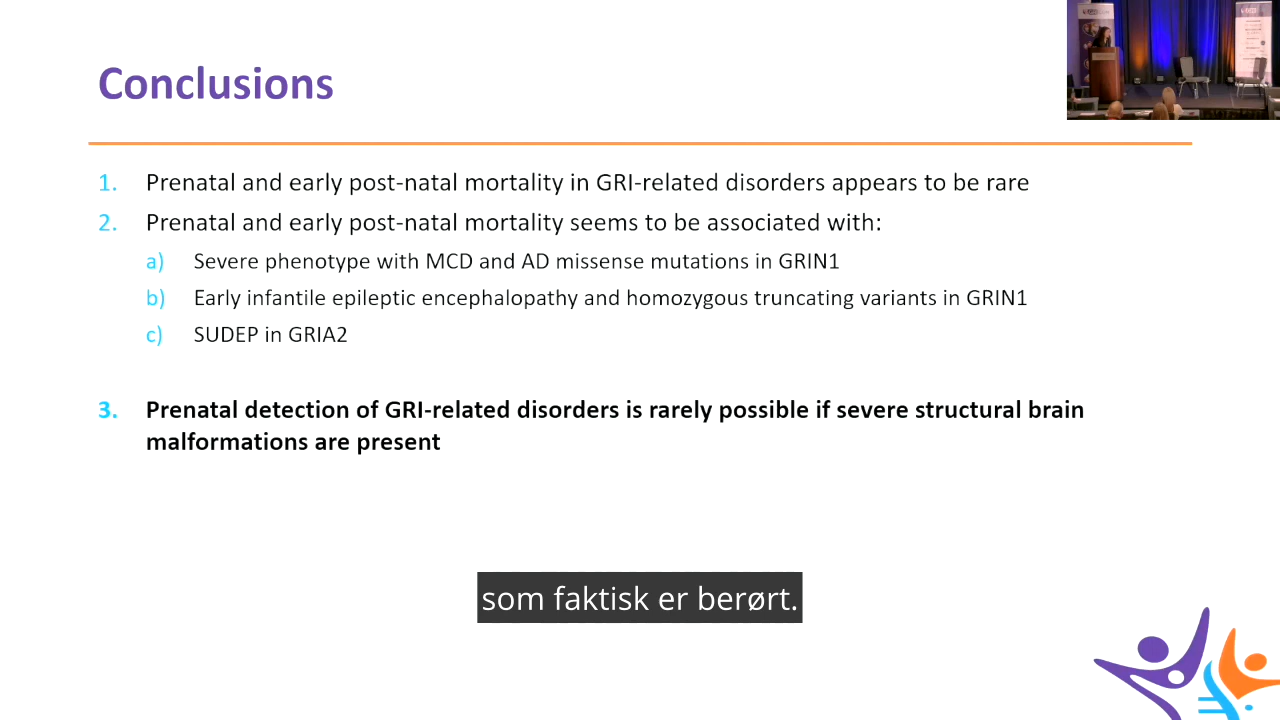 Conclusions
1. Prenatal and early post-natal mortality in GRI-related disorders appears to be rare
2. Prenatal and early post-natal mortality seems to be associated with:
a) Severe phenotype with MCD and AD missense mutations in GRIN1
b) Early infantile epileptic encephalopathy and homozygous truncating variants in GRIN1
c) SUDEP in GRIA2
3. Prenatal detection of GRI-related disorders is rarely possible if severe structural brain
malformations are present
som faktisk er berørt.